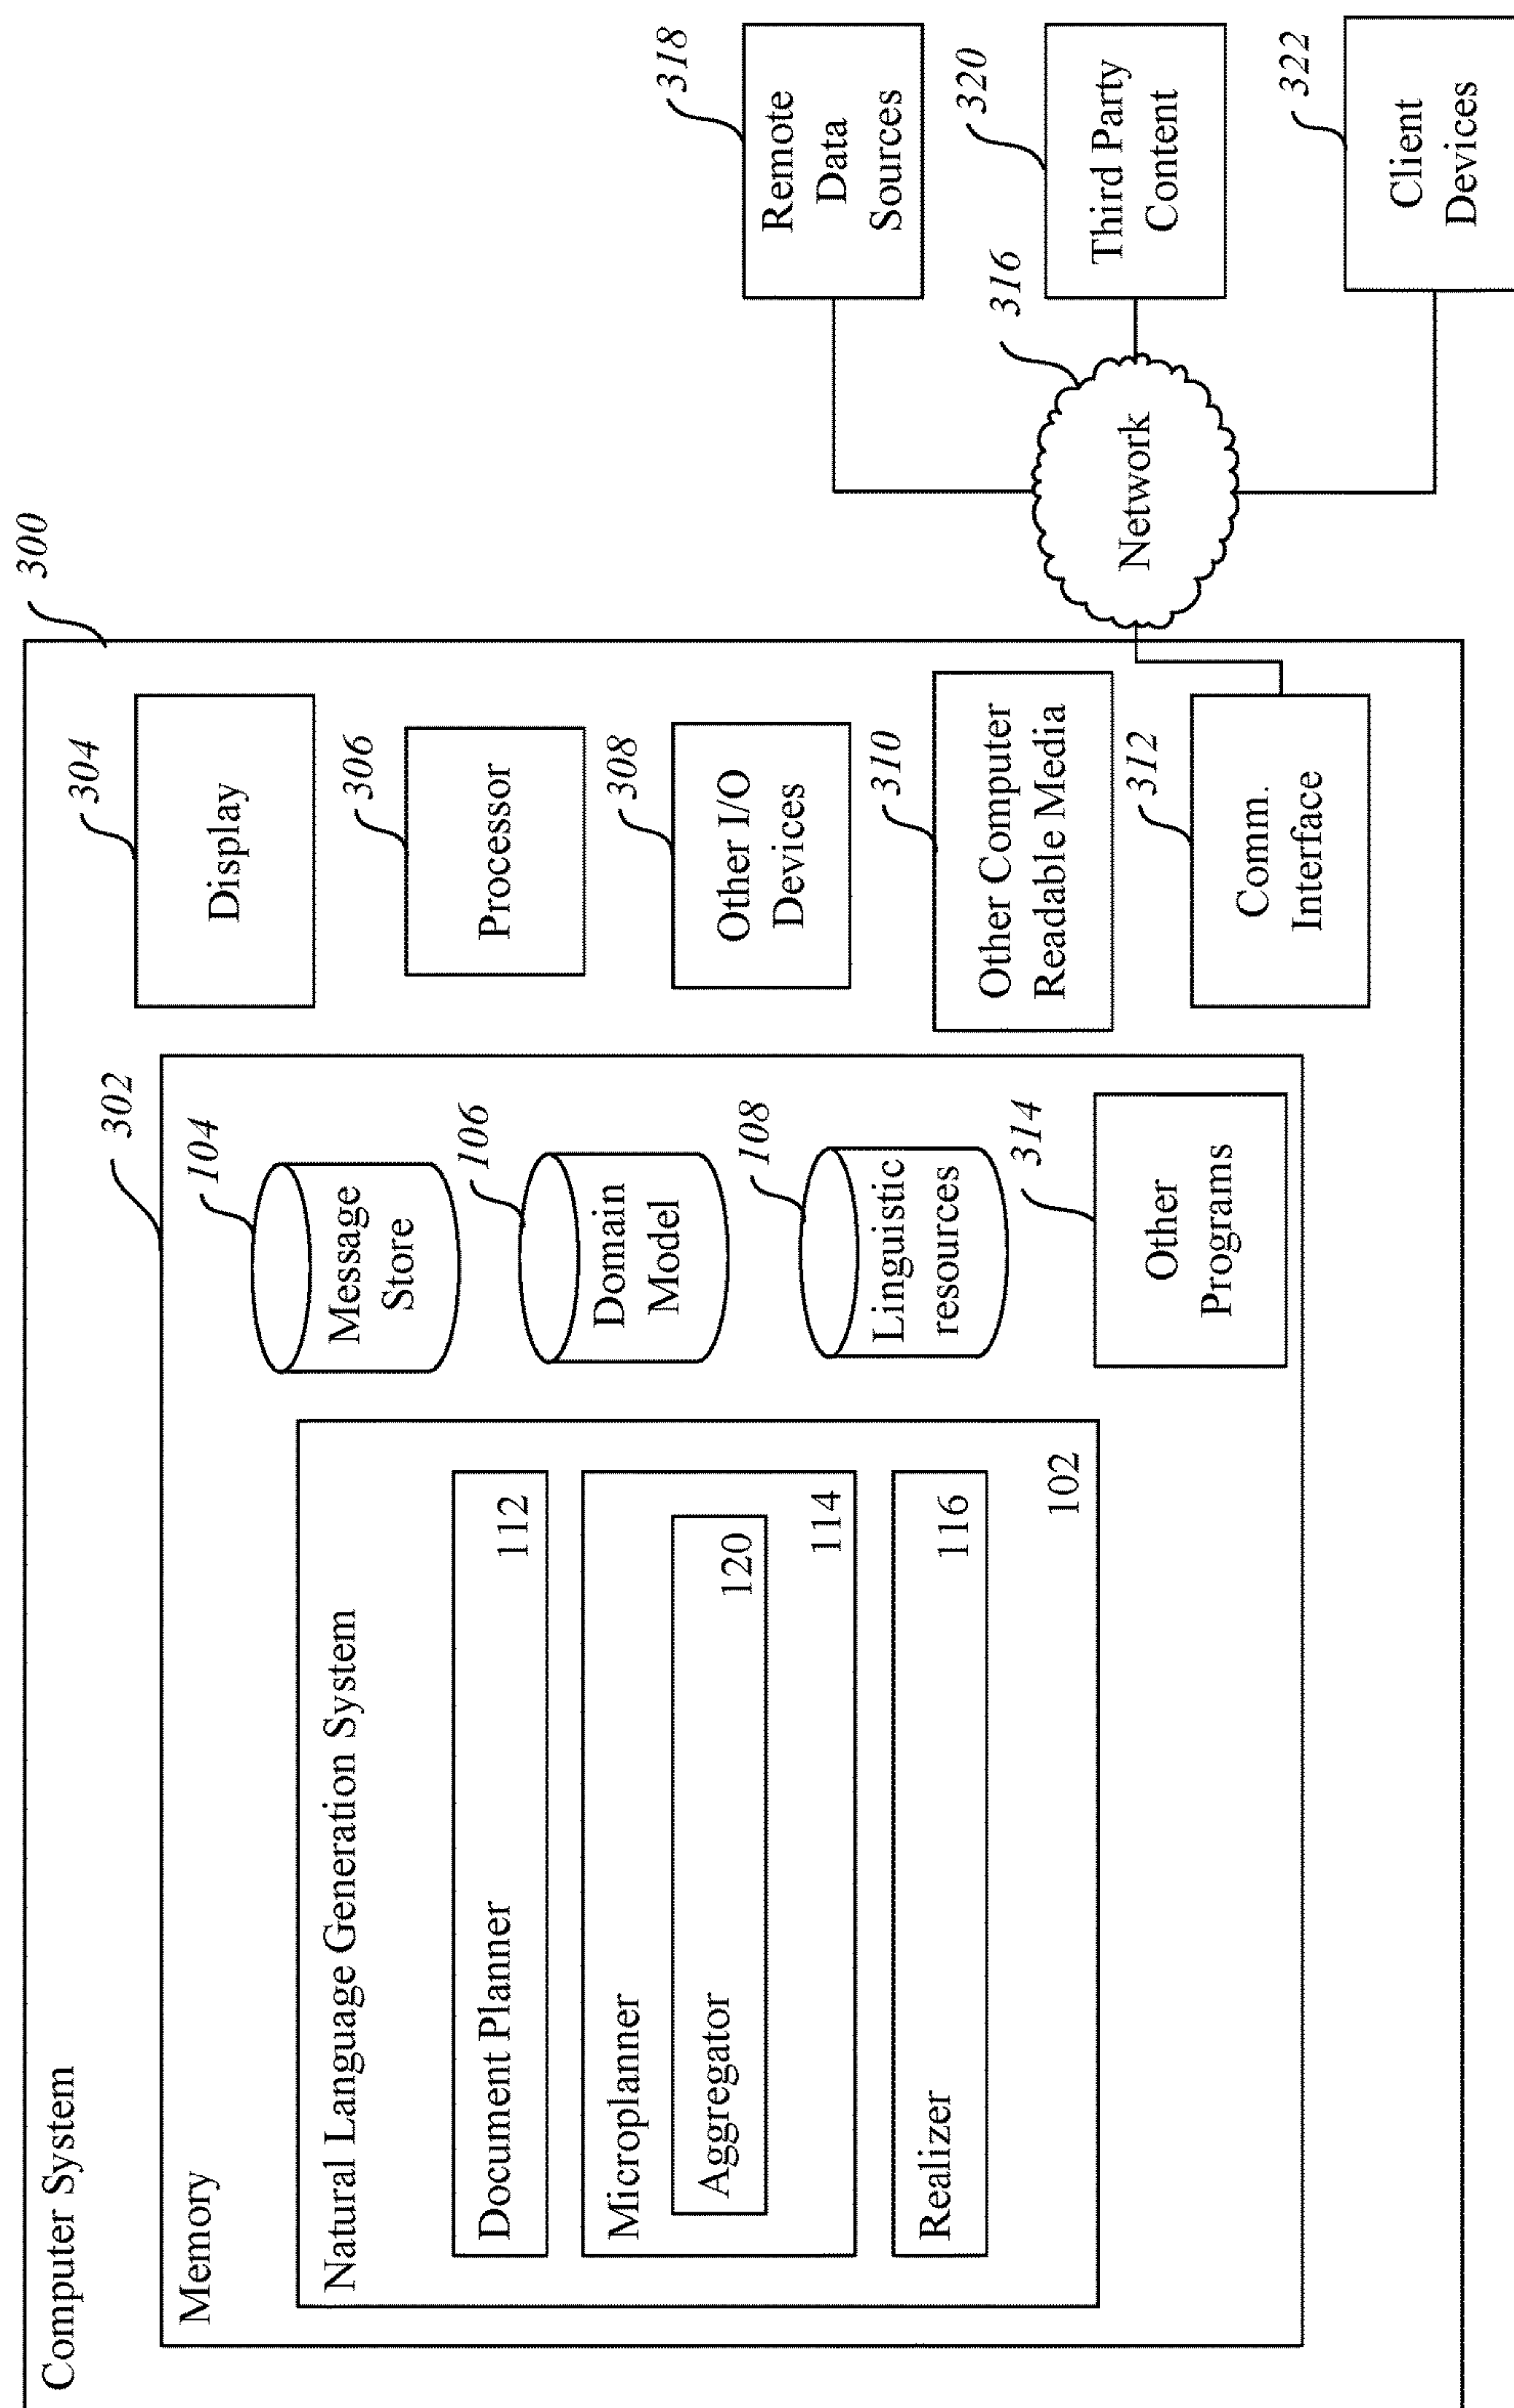 Computer System
300
Memory
302
Natural Language Generation System
Document Planner
112
Microplanner
Aggregator
120
114
Realizer
116
102
104
Message
Store
106
Domain
Model
108
Linguistic
resources
314
Other
Programs
304
Display
306
Processor
308
Other I/O
Devices
310
Other Computer
Readable Media
312
Comm.
Interface
316
Network
318
Remote
Data
Sources
320
Third Party
Content
322
Client
Devices